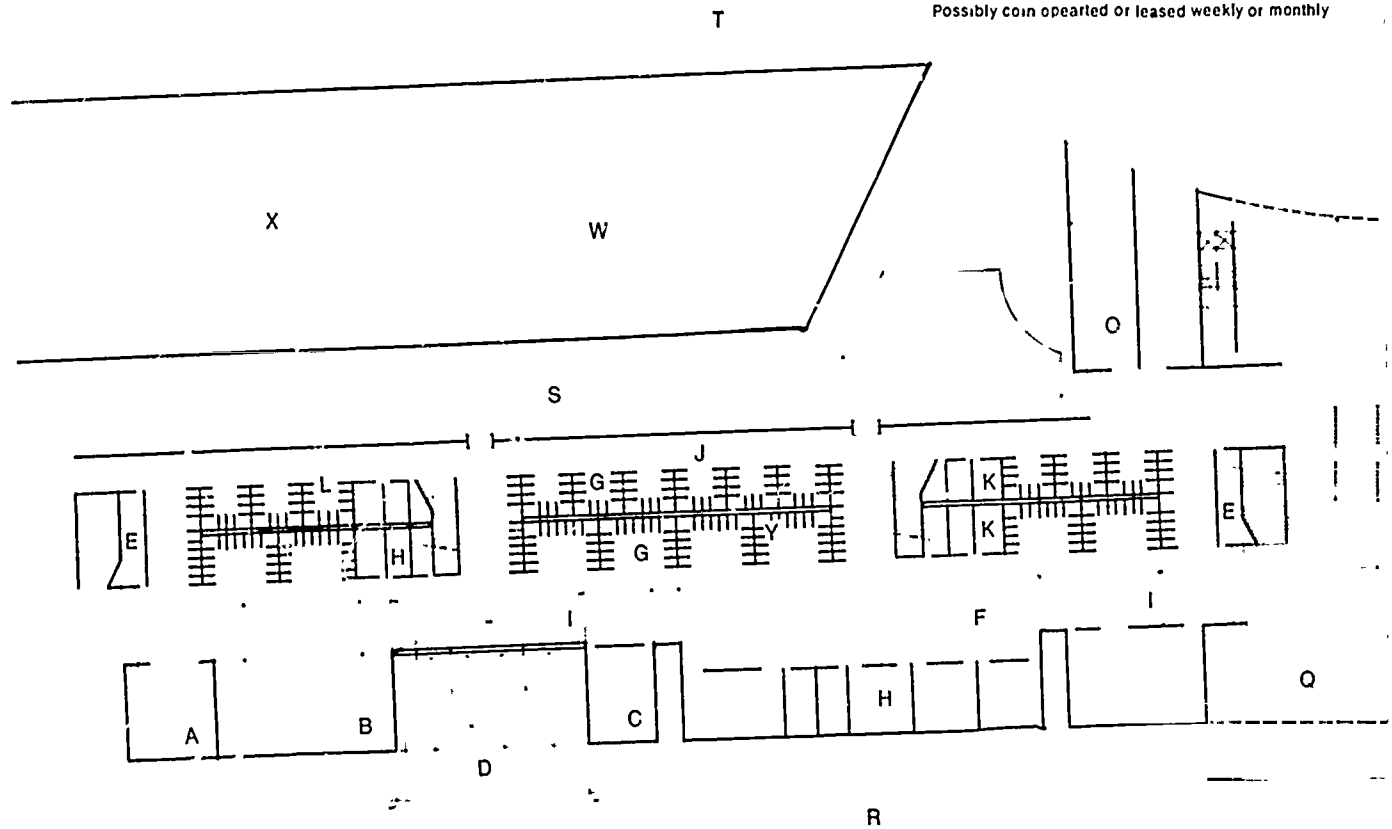 Possibly coin opearted or leased weekly or monthly
T
X
W
O
S
J
L
G
K
E
H
G
Y
K
E
I
F
I
A
B
C
H
Q
D
R